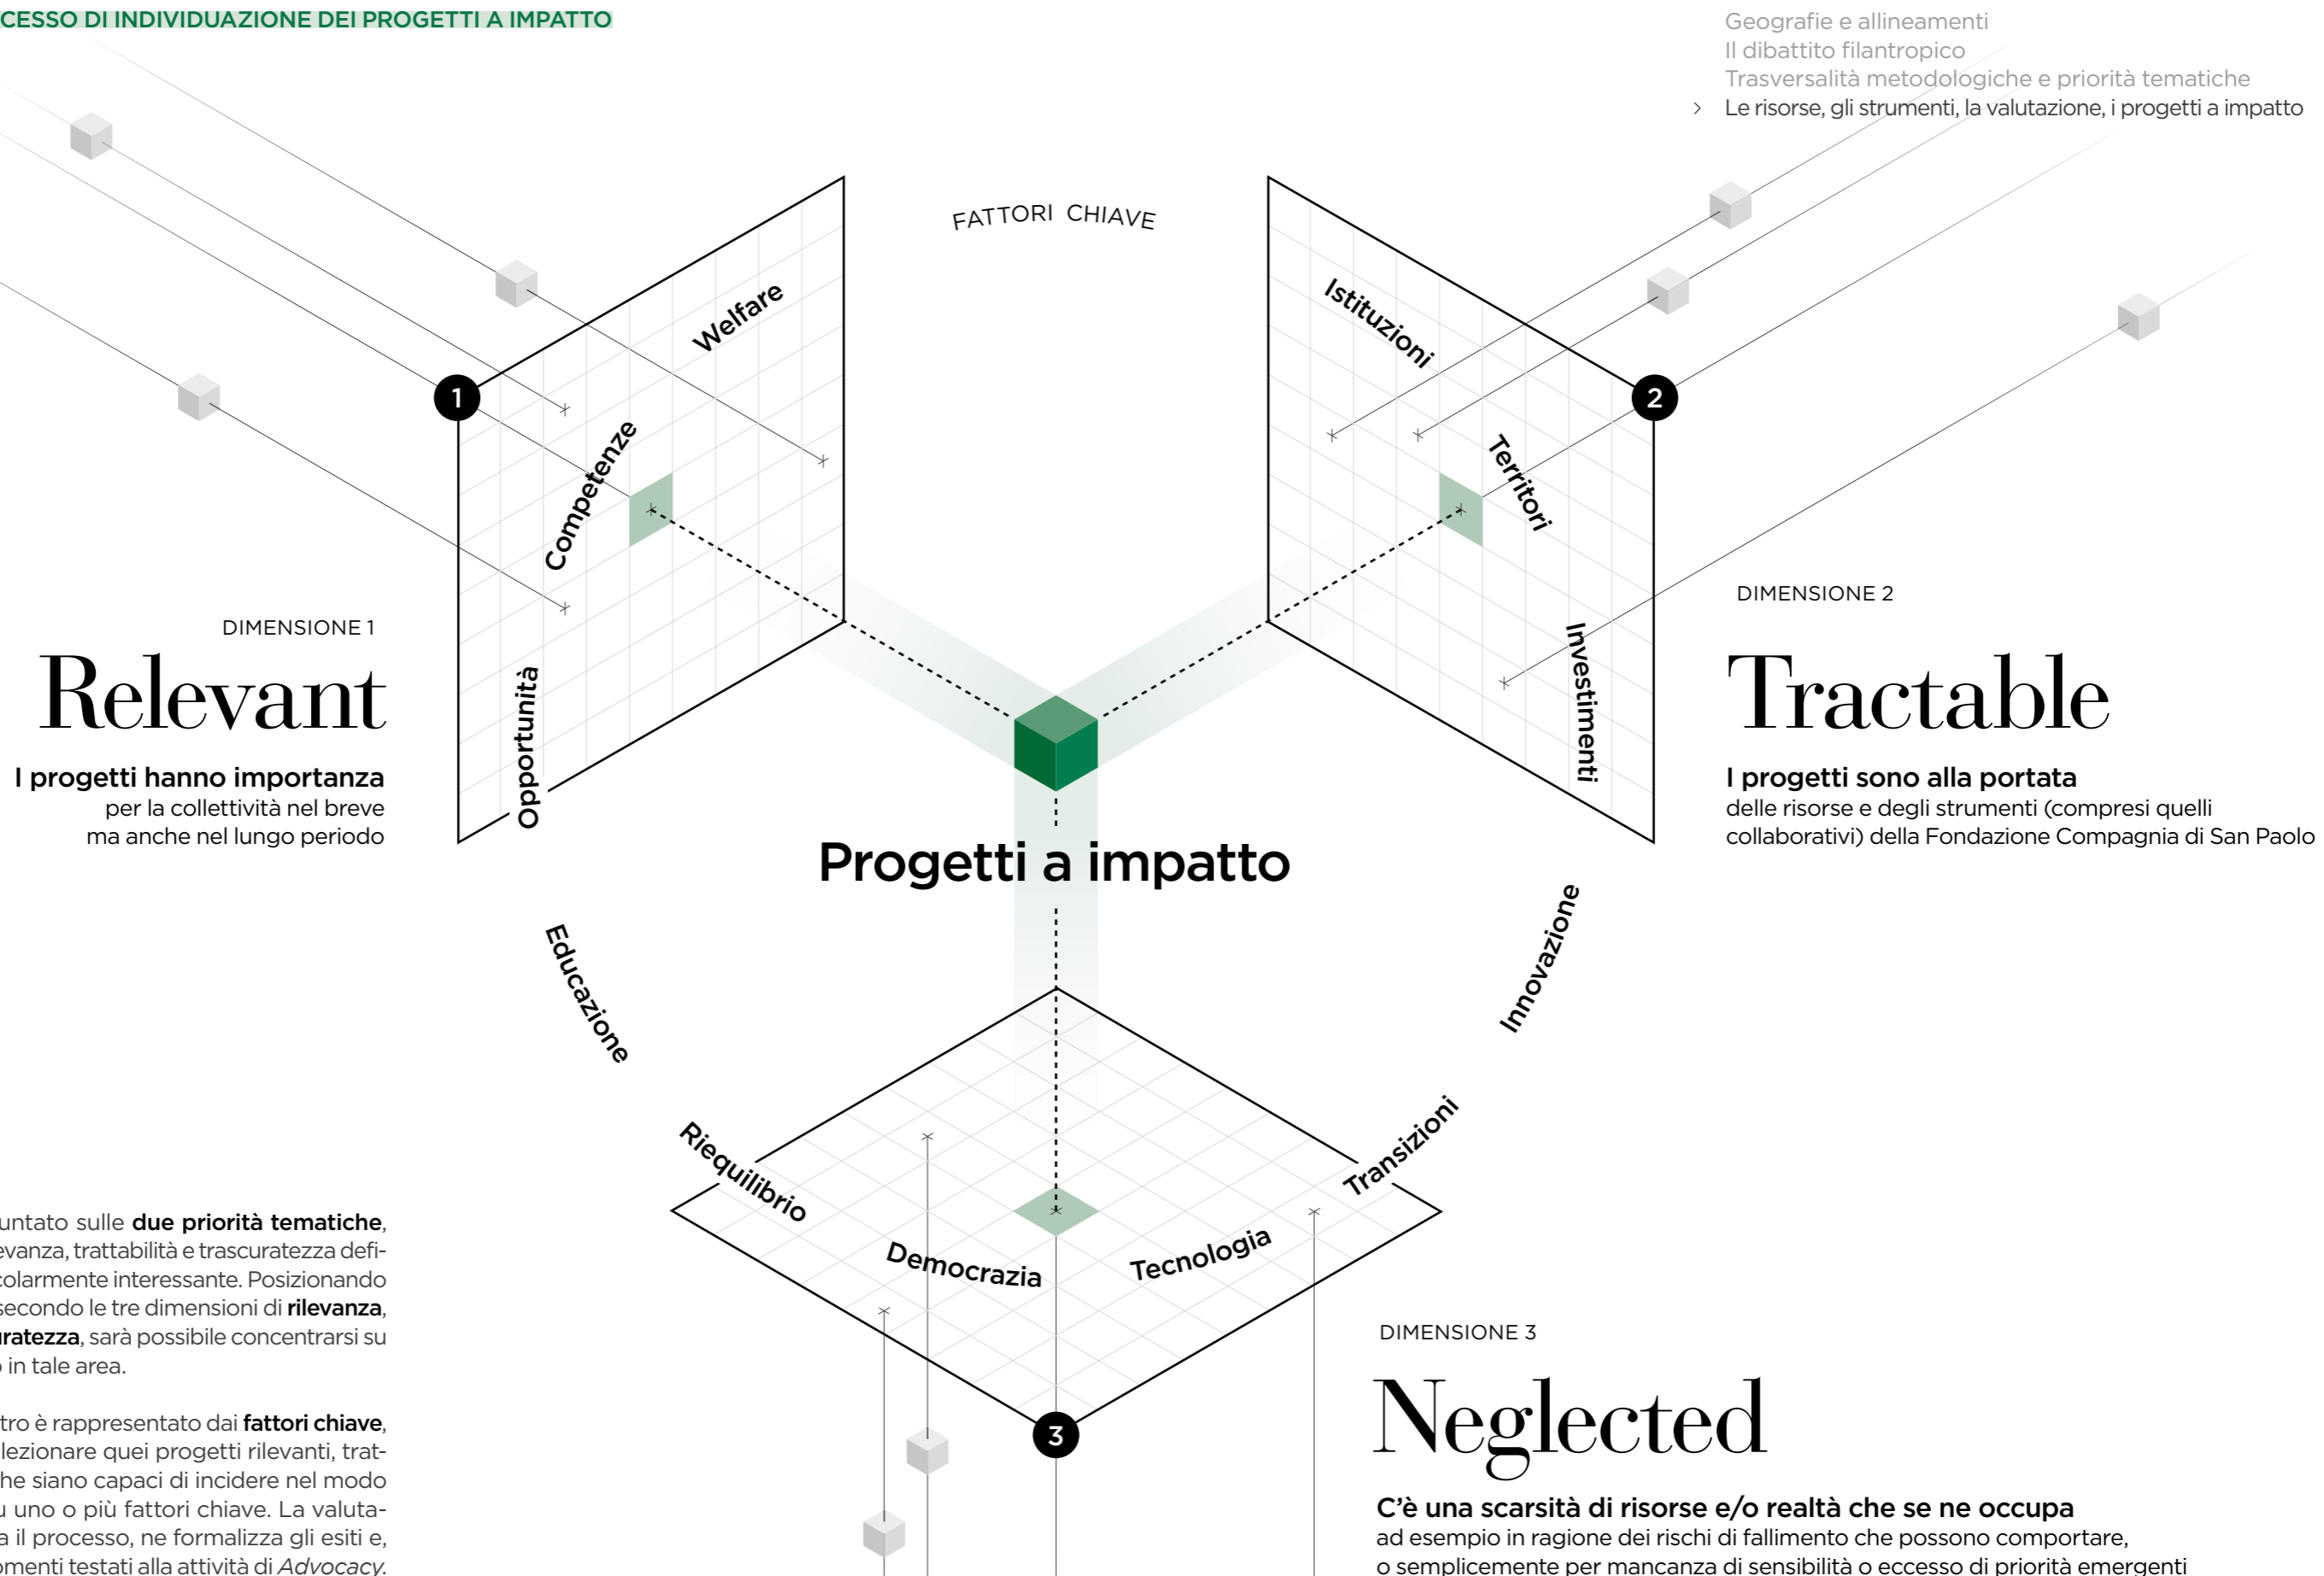 CESSO DI INDIVIDUAZIONE DEI PROGETTI A IMPATTO
Geografie e allineamenti
Il dibattito filantropico
Trasversalità metodologiche e priorità tematiche
> Le risorse, gli strumenti, la valutazione, i progetti a impatto
FATTORI CHIAVE
Welfare
Competenze
Opportunità
Educazione
Riequilibrio
Democrazia
Tecnologia
Transizioni
Innovazione
Investimenti
Territori
Istituzioni
1
DIMENSIONE 1
Relevant
I progetti hanno importanza
per la collettività nel breve
ma anche nel lungo periodo
2
DIMENSIONE 2
Tractable
I progetti sono alla portata
delle risorse e degli strumenti (compresi quelli
collaborativi) della Fondazione Compagnia di San Paolo
Progetti a impatto
3
DIMENSIONE 3
Neglected
C'è una scarsità di risorse e/o realtà che se ne occupa
ad esempio in ragione dei rischi di fallimento che possono comportare,
o semplicemente per mancanza di sensibilità o eccesso di priorità emergenti
untato sulle due priorità tematiche,
evanza, trattabilità e trascuratezza defi-
colarmente interessante. Posizionando
secondo le tre dimensioni di rilevanza,
uratezza, sarà possibile concentrarsi su
o in tale area.
tro è rappresentato dai fattori chiave,
lezionare quei progetti rilevanti, trat-
he siano capaci di incidere nel modo
u uno o più fattori chiave. La valuta-
a il processo, ne formalizza gli esiti e,
omenti testati alla attività di Advocacy.